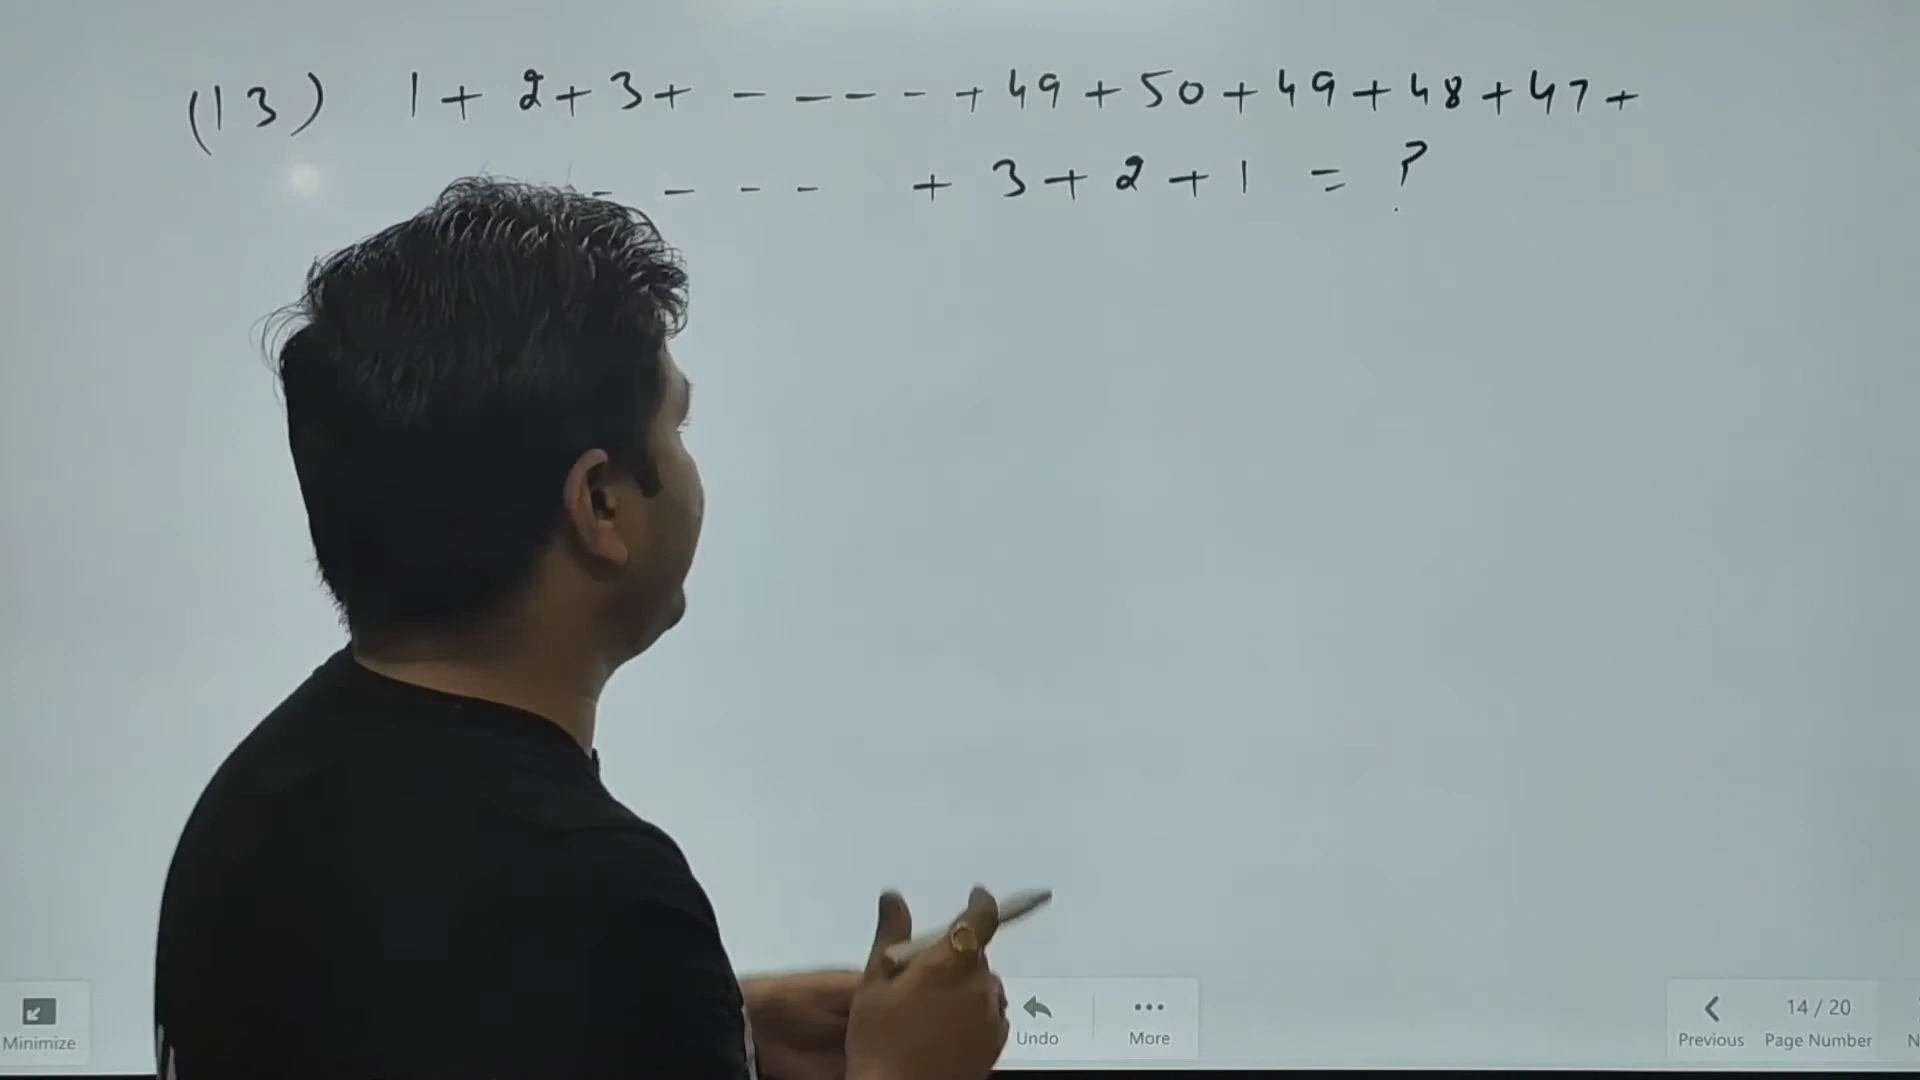 (13) 1 + 2 + 3 + - - - - - + 49 + 50 + 49 + 48 + 47 +
- - - - + 3 + 2 + 1 = ?
Minimize
Undo
More
Previous
14 / 20
Page Number